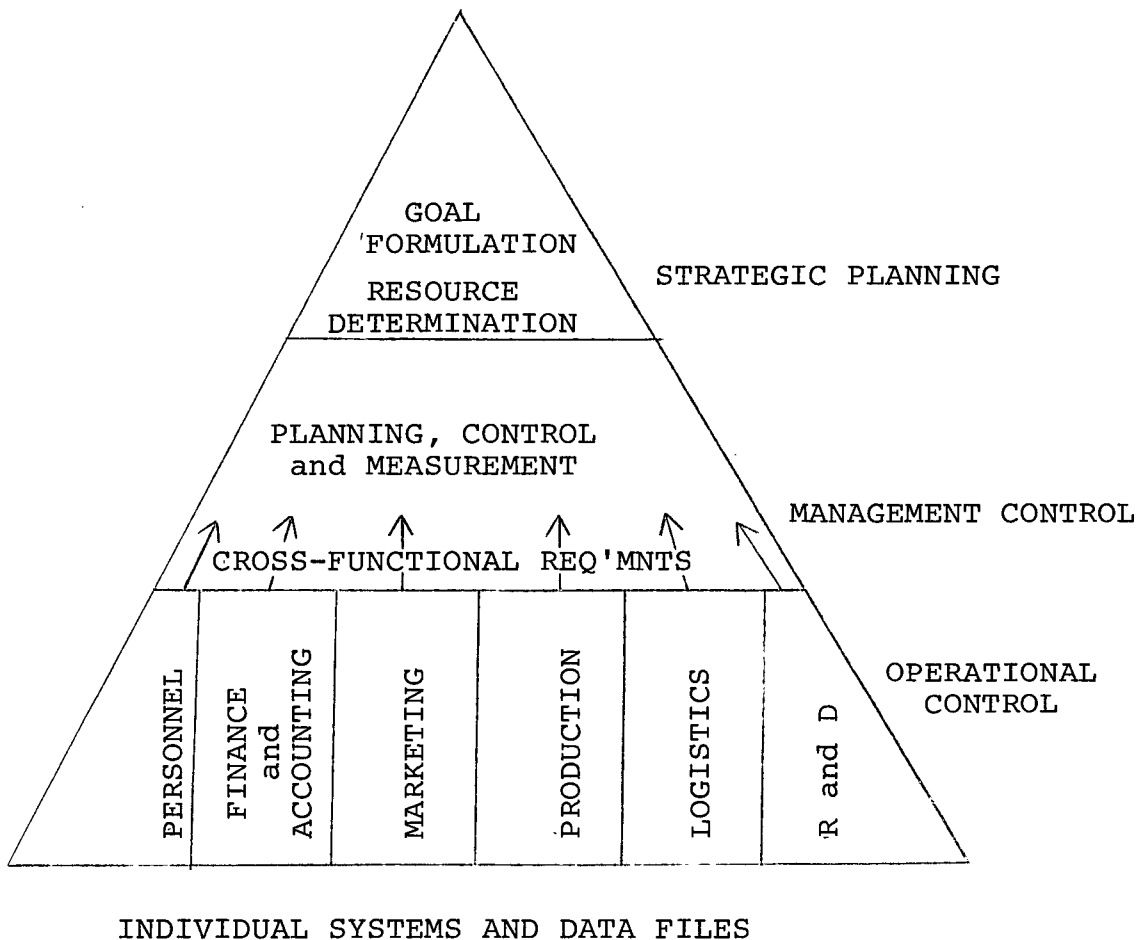 GOAL
FORMULATION
RESOURCE
DETERMINATION
STRATEGIC PLANNING
PLANNING, CONTROL
and MEASUREMENT
MANAGEMENT CONTROL
CROSS-FUNCTIONAL REQ'MNTS
PERSONNEL
FINANCE
and
ACCOUNTING
MARKETING
PRODUCTION
LOGISTICS
R and D
OPERATIONAL
CONTROL
INDIVIDUAL SYSTEMS AND DATA FILES